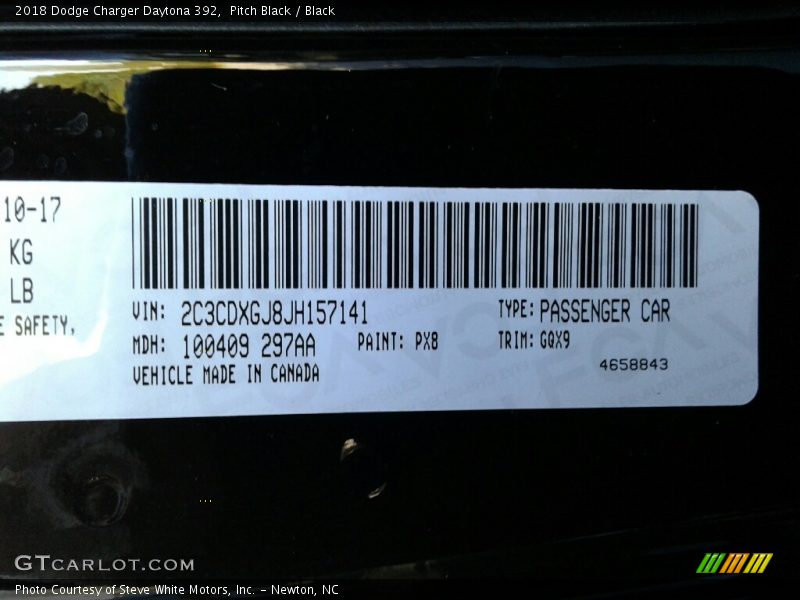 2018 Dodge Charger Daytona 392, Pitch Black / Black
10-17
KG
LB
E SAFETY.
VIN: 2C3CDXGJ8JH157141 TYPE: PASSENGER CAR
MDH: 100409 297AA PAINT: PX8 TRIM: GQX9
VEHICLE MADE IN CANADA 4658843
GTCARLOT.COM
Photo Courtesy of Steve White Motors, Inc. – Newton, NC